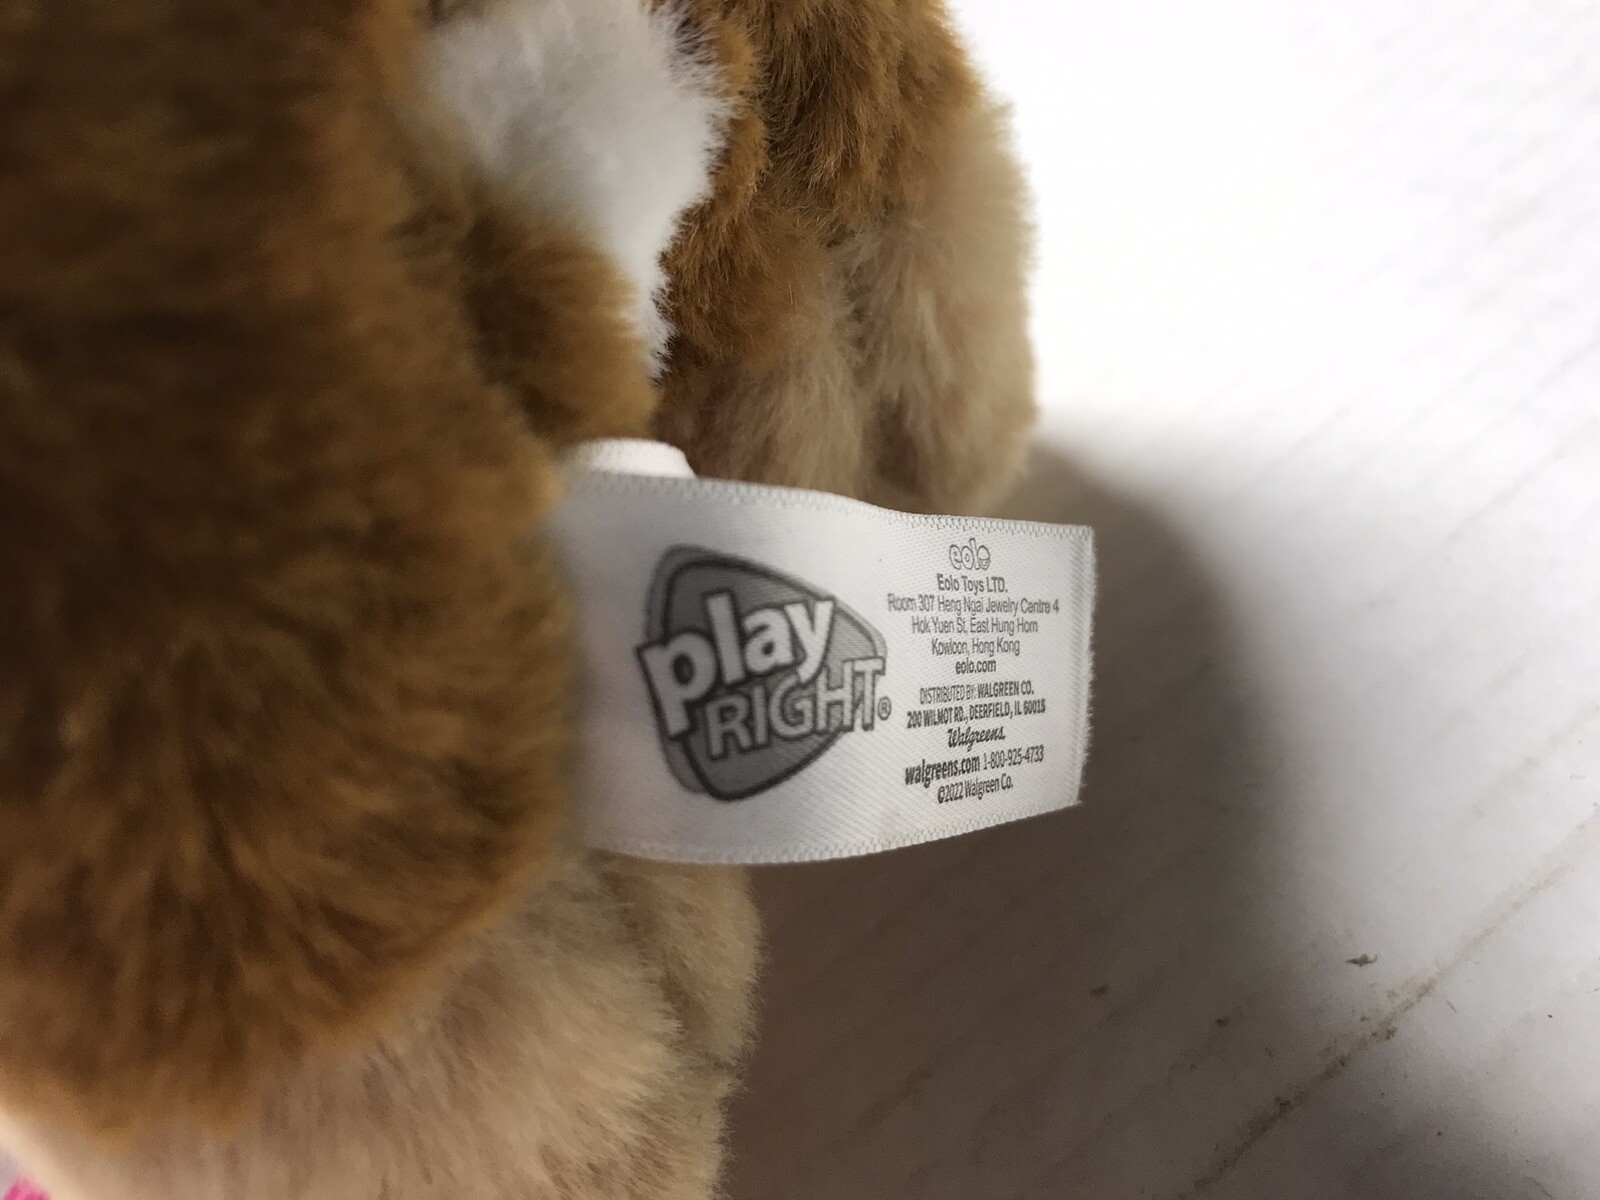 play
RIGHT®
eolo
Eolo Toys LTD.
Room 307 Heng Ngai Jewelry Centre 4
Hok Yuen St, East Hung Hom
Kowloon, Hong Kong
eolo.com
DISTRIBUTED BY: WALGREEN CO.
200 WILMOT RD., DEERFIELD, IL 60015
Walgreens
walgreens.com 1-800-925-4733
©2022 Walgreen Co.